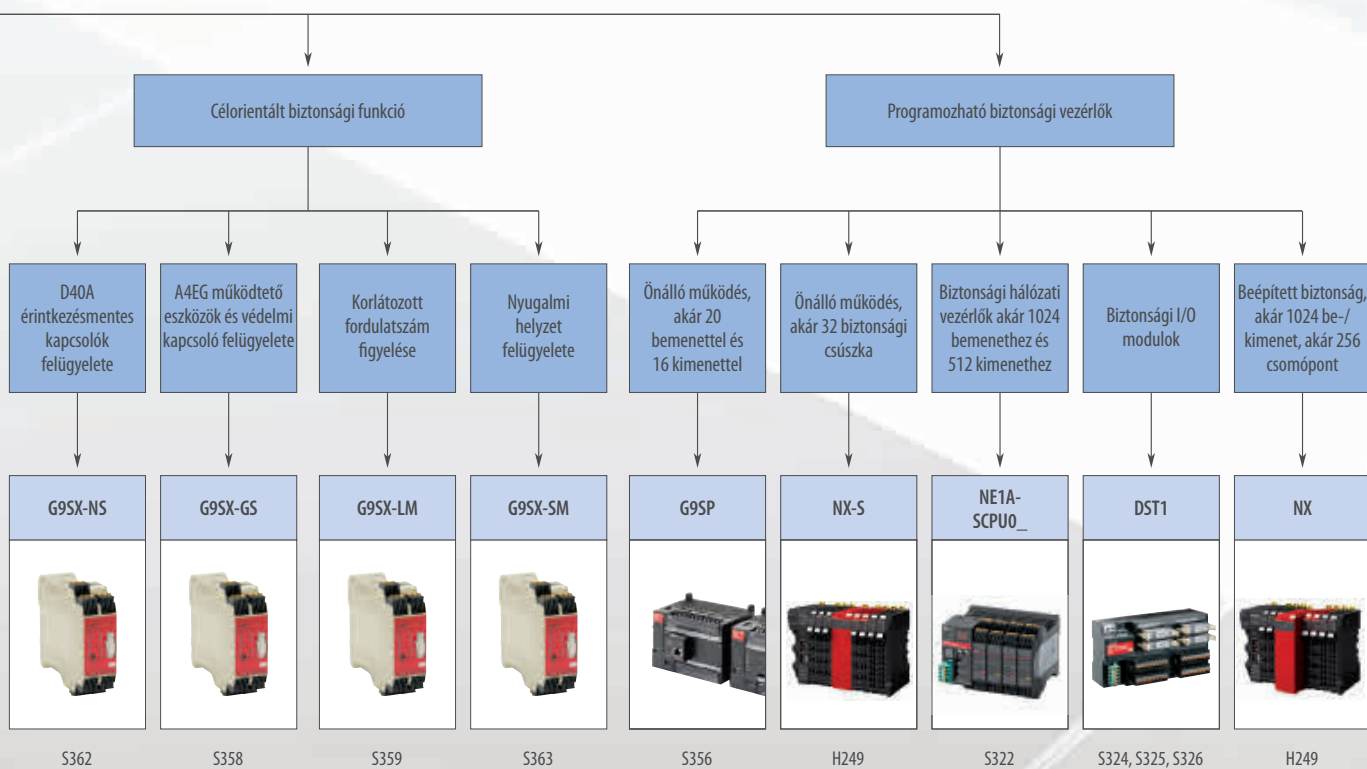 Célorientált biztonsági funkció
Programozható biztonsági vezérlők
D40A
érintkezésmentes
kapcsolók
felügyelete
A4EG működtető
eszközök és védelmi
kapcsoló felügyelete
Korlátozott
fordulatszám
figyelése
Nyugalmi
helyzet
felügyelete
Önálló működés,
akár 20
bemenettel és
16 kimenettel
Önálló működés,
akár 32 biztonsági
csúszka
Biztonsági hálózati
vezérlők akár 1024
bemenethez és
512 kimenethez
Biztonsági I/O
modulok
Beépített biztonság,
akár 1024 be-/
kimenet, akár 256
csomópont
G9SX-NS
G9SX-GS
G9SX-LM
G9SX-SM
G9SP
NX-S
NE1A-
SCPU0_
DST1
NX
S362
S358
S359
S363
S356
H249
S322
S324, S325, S326
H249